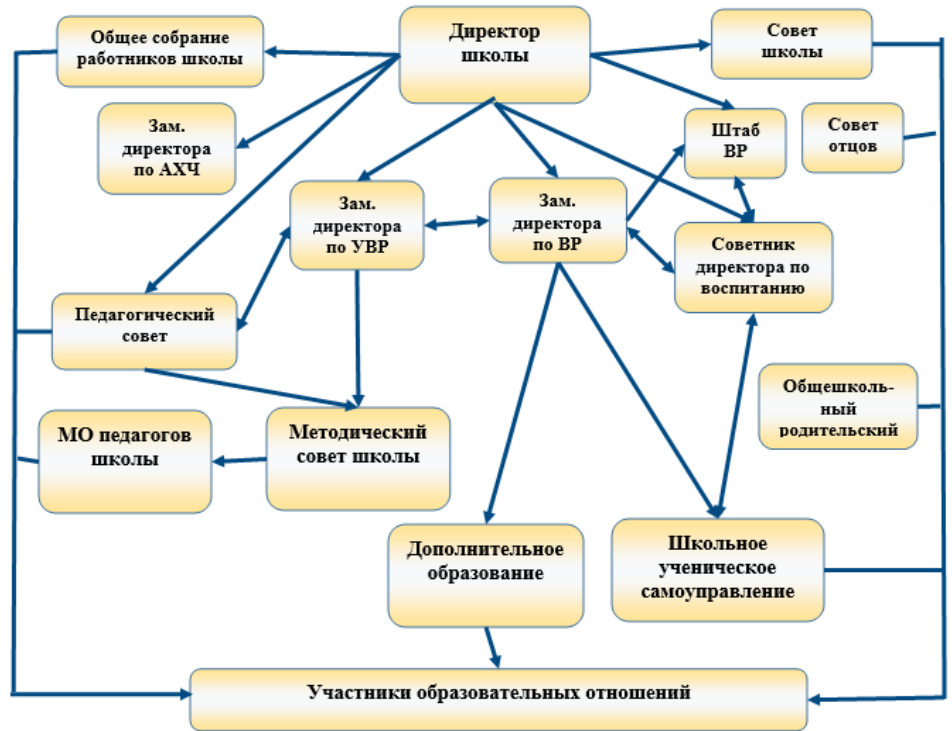 Общее собрание
работников школы
Директор
школы
Совет
школы
Зам.
директора
по АХЧ
Штаб
ВР
Совет
отцов
Зам.
директора
по УВР
Зам.
директора
по ВР
Советник
директора по
воспитанию
Педагогический
совет
Общешколь-
ный
родительский
МО педагогов
школы
Методический
совет школы
Дополнительное
образование
Школьное
ученическое
самоуправление
Участники образовательных отношений